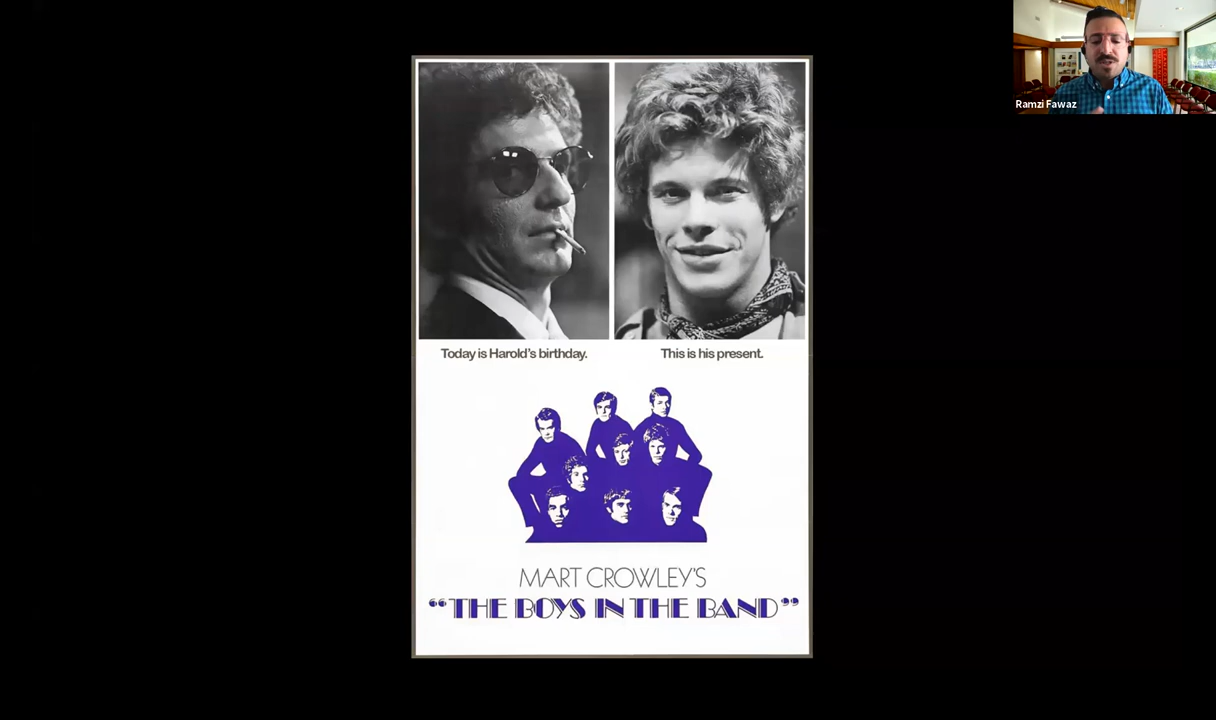 Ramzi Fawaz
Today is Harold's birthday.
This is his present.
MART CROWLEY'S
"THE BOYS IN THE BAND"